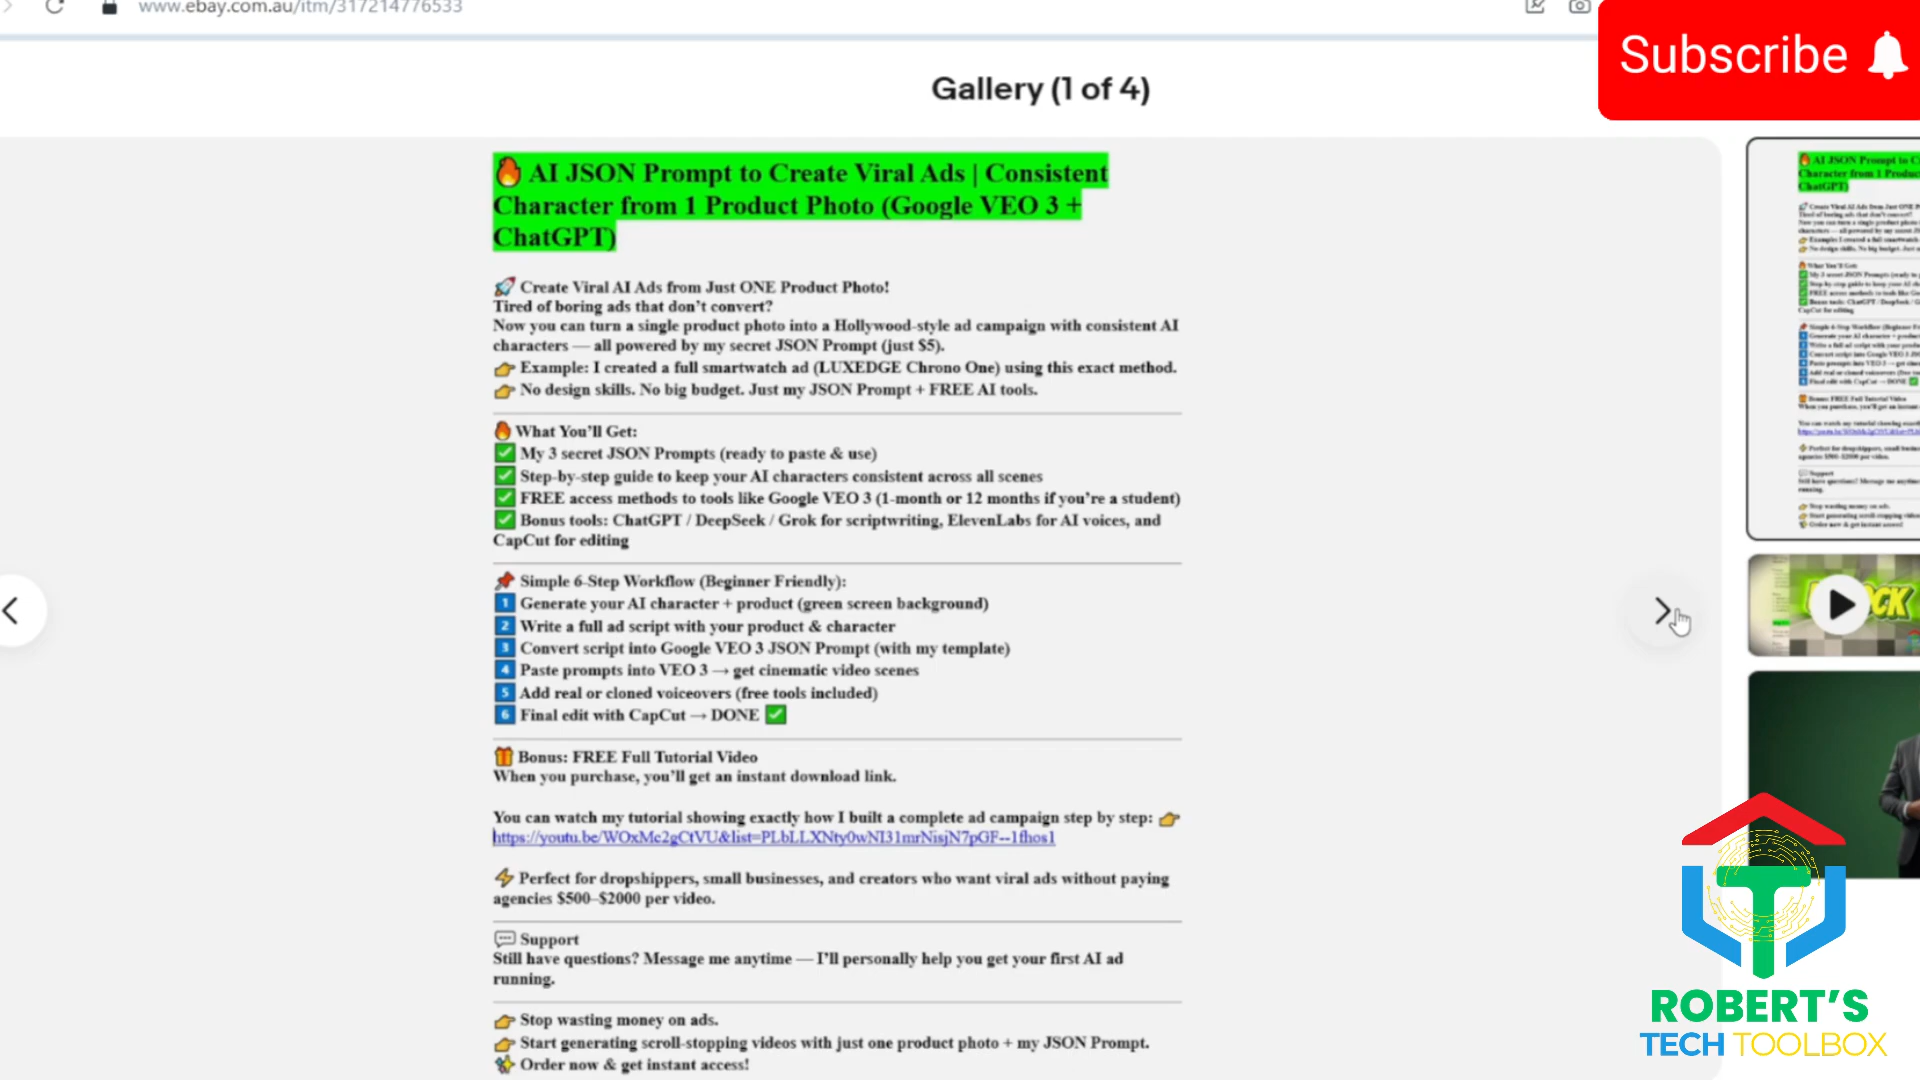 www.ebay.com.au/itm/317214776533
Subscribe
Gallery (1 of 4)
🔥 AI JSON Prompt to Create Viral Ads | Consistent
Character from 1 Product Photo (Google VEO 3 +
ChatGPT)
🚀 Create Viral AI Ads from Just ONE Product Photo!
Tired of boring ads that don't convert?
Now you can turn a single product photo into a Hollywood-style ad campaign with consistent AI
characters — all powered by my secret JSON Prompt (just $5).
👉 Example: I created a full smartwatch ad (LUXEDGE Chrono One) using this exact method.
👉 No design skills. No big budget. Just my JSON Prompt + FREE AI tools.
🔥 What You'll Get:
✅ My 3 secret JSON Prompts (ready to paste & use)
✅ Step-by-step guide to keep your AI characters consistent across all scenes
✅ FREE access methods to tools like Google VEO 3 (1-month or 12 months if you're a student)
✅ Bonus tools: ChatGPT / DeepSeek / Grok for scriptwriting, ElevenLabs for AI voices, and
CapCut for editing
📌 Simple 6-Step Workflow (Beginner Friendly):
1 Generate your AI character + product (green screen background)
2 Write a full ad script with your product & character
3 Convert script into Google VEO 3 JSON Prompt (with my template)
4 Paste prompts into VEO 3 → get cinematic video scenes
5 Add real or cloned voiceovers (free tools included)
6 Final edit with CapCut → DONE ✅
🎁 Bonus: FREE Full Tutorial Video
When you purchase, you'll get an instant download link.
You can watch my tutorial showing exactly how I built a complete ad campaign step by step: 👉
https://youtu.be/WOxMc2gCtVU&list=PLbLLXNty0wNI31mrNisjN7pGF--1fhos1
⚡ Perfect for dropshippers, small businesses, and creators who want viral ads without paying
agencies $500–$2000 per video.
💬 Support
Still have questions? Message me anytime — I'll personally help you get your first AI ad
running.
👉 Stop wasting money on ads.
👉 Start generating scroll-stopping videos with just one product photo + my JSON Prompt.
✨ Order now & get instant access!
ROBERT'S
TECH TOOLBOX